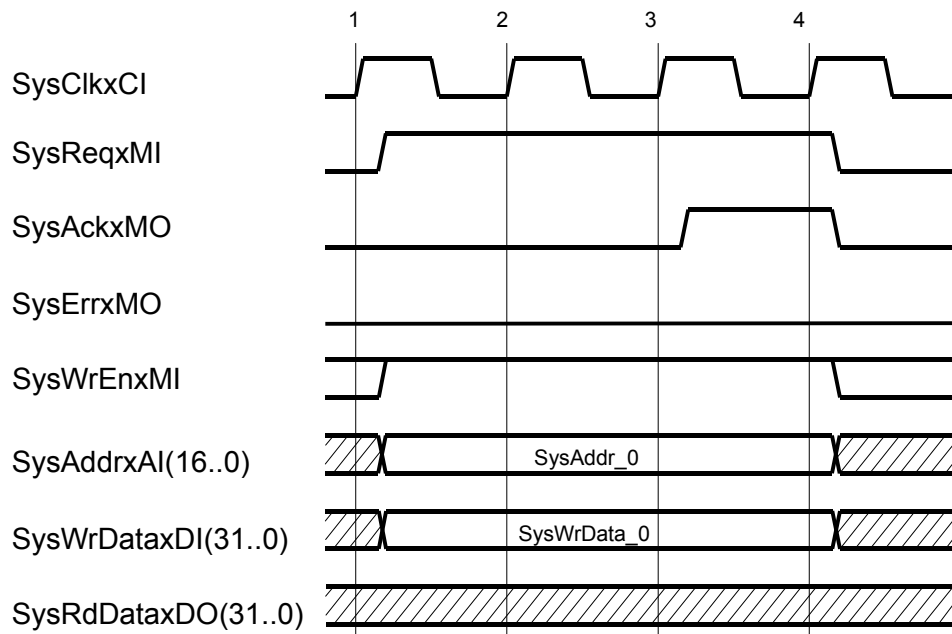 1 2 3 4
SysClkxCI
SysReqxMI
SysAckxMO
SysErrxMO
SysWrEnxMI
SysAddrxAI(16..0) SysAddr_0
SysWrDataxDI(31..0) SysWrData_0
SysRdDataxDO(31..0)